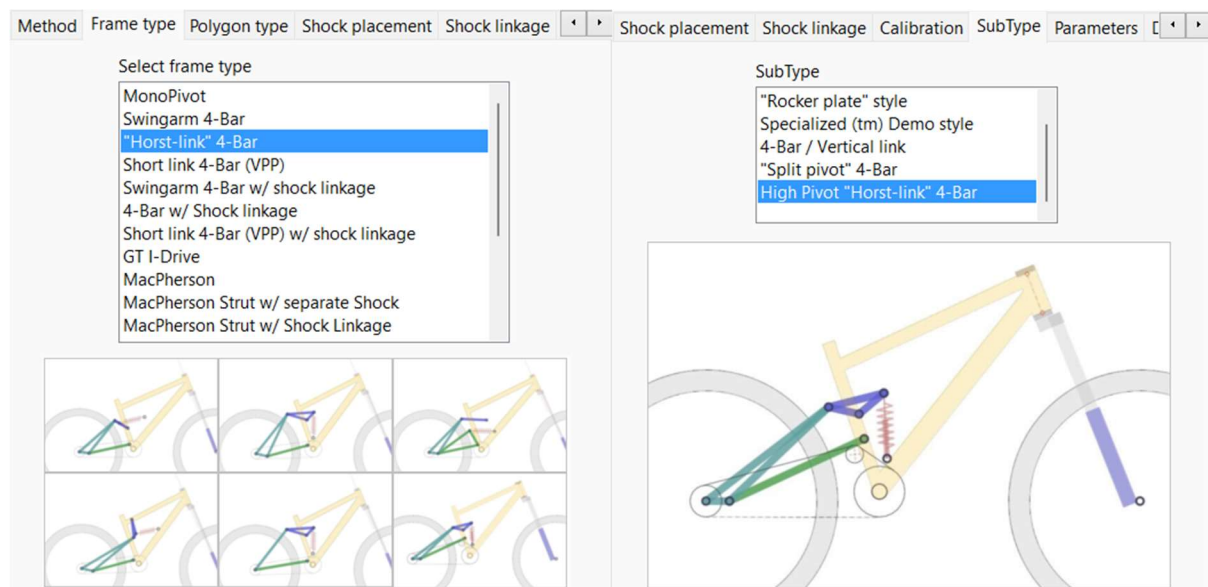 Method Frame type Polygon type Shock placement Shock linkage
Select frame type
MonoPivot
Swingarm 4-Bar
"Horst-link" 4-Bar
Short link 4-Bar (VPP)
Swingarm 4-Bar w/ shock linkage
4-Bar w/ Shock linkage
Short link 4-Bar (VPP) w/ shock linkage
GT I-Drive
MacPherson
MacPherson Strut w/ separate Shock
MacPherson Strut w/ Shock Linkage
Shock placement Shock linkage Calibration SubType Parameters
SubType
"Rocker plate" style
Specialized (tm) Demo style
4-Bar / Vertical link
"Split pivot" 4-Bar
High Pivot "Horst-link" 4-Bar